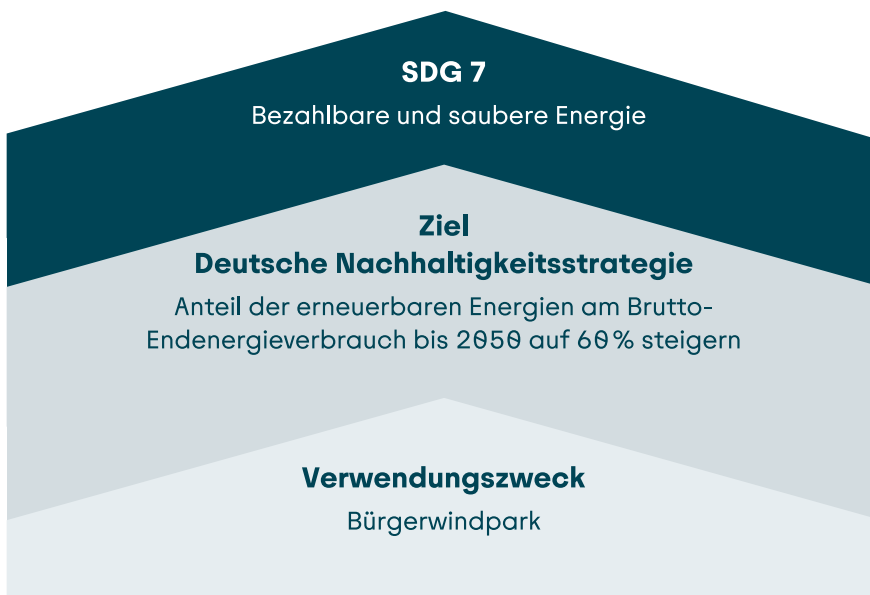 SDG 7
Bezahlbare und saubere Energie
Ziel
Deutsche Nachhaltigkeitsstrategie
Anteil der erneuerbaren Energien am Brutto-
Endenergieverbrauch bis 2050 auf 60 % steigern
Verwendungszweck
Bürgerwindpark